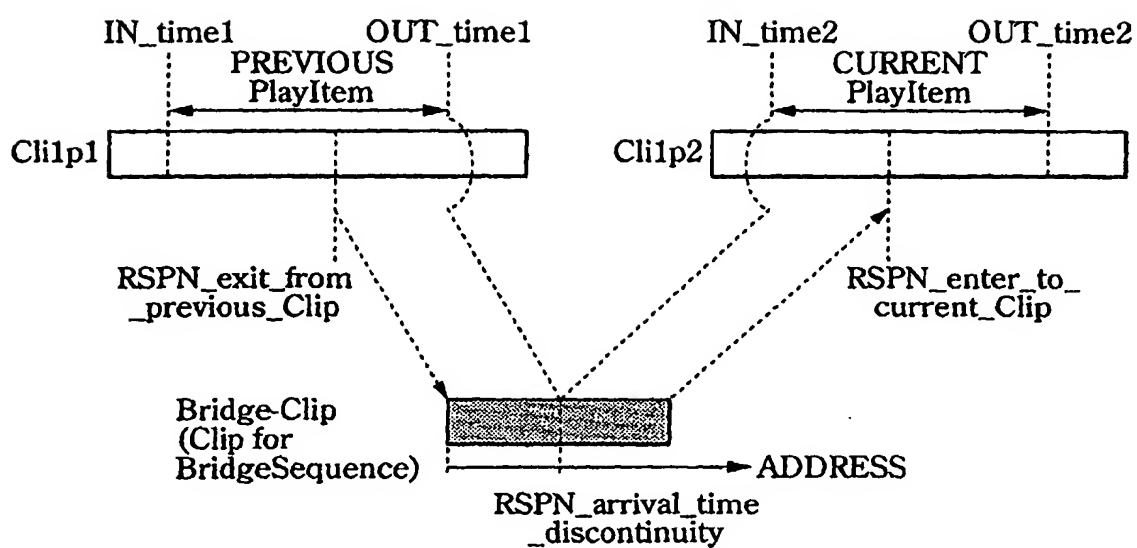 IN_time1 OUT_time1 IN_time2 OUT_time2
PREVIOUS CURRENT
PlayItem PlayItem
Cli1p1 Cli1p2
RSPN_exit_from RSPN_enter_to_
_previous_Clip current_Clip
Bridge-Clip
(Clip for
BridgeSequence) ADDRESS
RSPN_arrival_time
_discontinuity